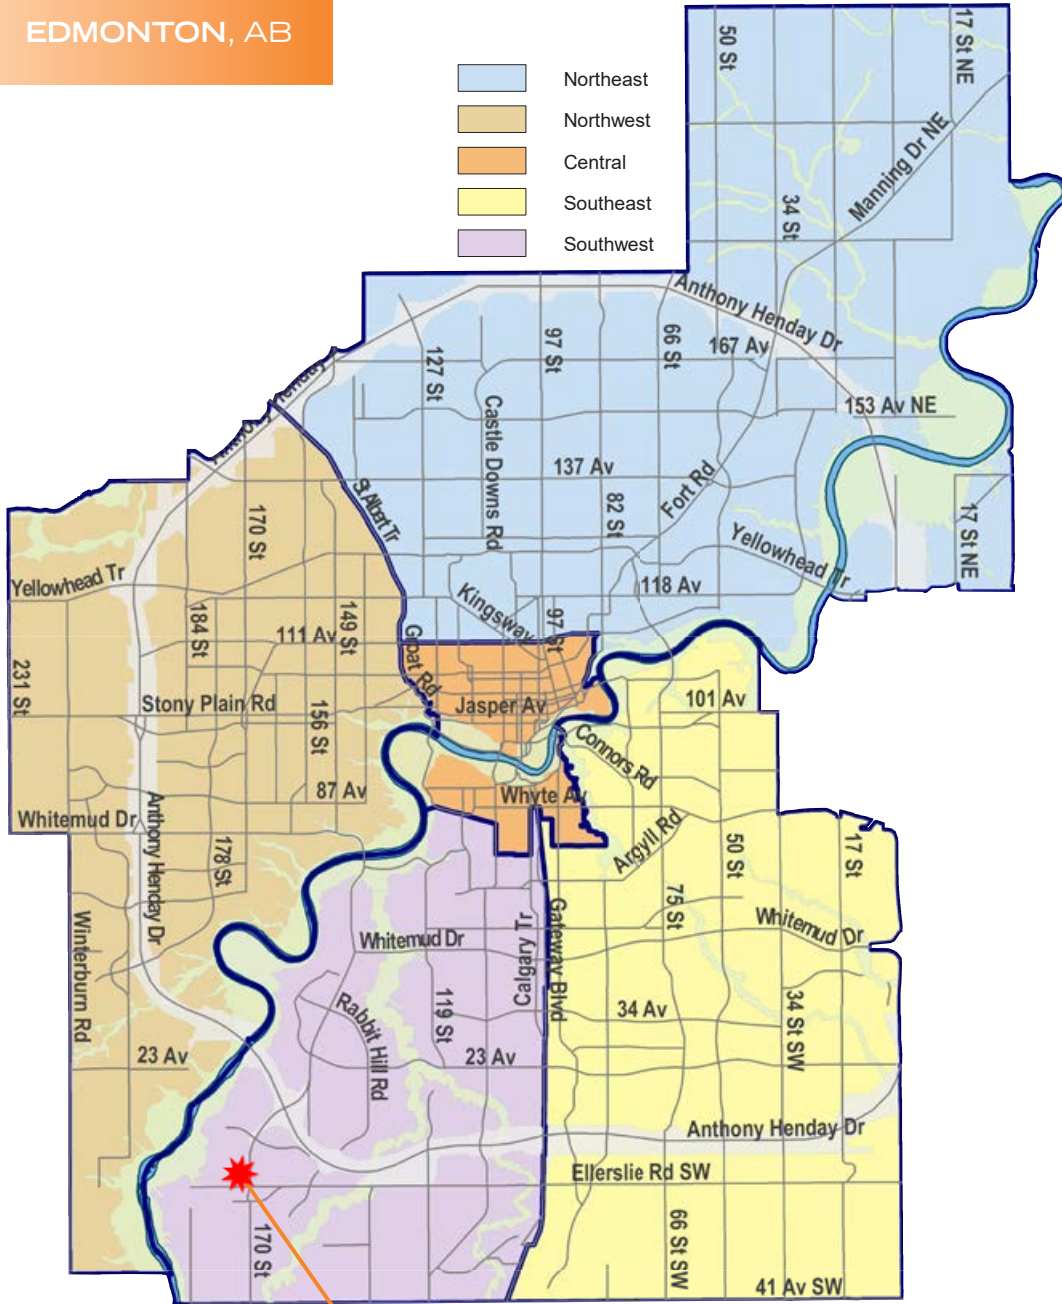 EDMONTON, AB
Northeast
Northwest
Central
Southeast
Southwest
50 St
17 St NE
Manning Dr NE
34 St
Anthony Henday Dr
167 Av
66 St
97 St
127 St
Castle Downs Rd
153 Av NE
137 Av
82 St
Fort Rd
St Albert Tr
170 St
Yellowhead Tr
17 St NE
Yellowhead Tr
118 Av
Kingsway
97 St
184 St
149 St
111 Av
Groat Rd
231 St
Stony Plain Rd
156 St
Jasper Av
101 Av
Connors Rd
87 Av
Whyte Av
Whitemud Dr
Anthony Henday Dr
178 St
Argyll Rd
50 St
17 St
75 St
Winterburn Rd
Whitemud Dr
Calgary Tr
Gateway Blvd
Whitemud Dr
Rabbit Hill Rd
119 St
34 Av
34 St SW
23 Av
23 Av
Anthony Henday Dr
Ellerslie Rd SW
170 St
66 St SW
41 Av SW